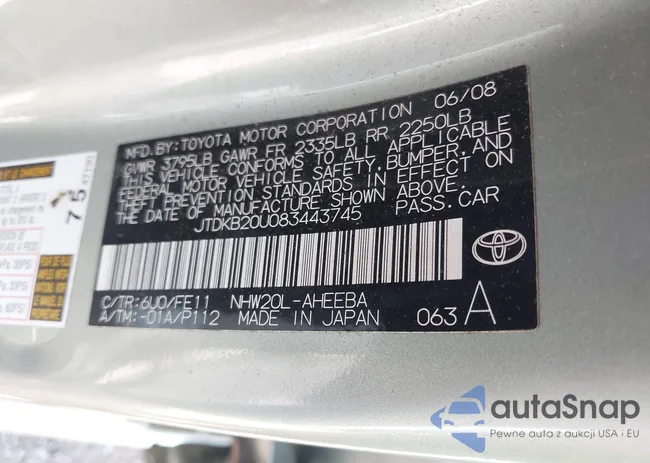 MFD. BY: TOYOTA MOTOR CORPORATION 06/08
GVWR 3795LB GAWR FR 2335LB RR 2250LB
THIS VEHICLE CONFORMS TO ALL APPLICABLE
FEDERAL MOTOR VEHICLE SAFETY, BUMPER, AND
THEFT PREVENTION STANDARDS IN EFFECT ON
THE DATE OF MANUFACTURE SHOWN ABOVE.
JTDKB20U083443745 PASS.CAR
C/TR:6U0/FE11 NHW20L-AHEEBA
A/TM:-01A/P112 MADE IN JAPAN 063 A
75
autaSnap
Pewne auto z aukcji USA i EU